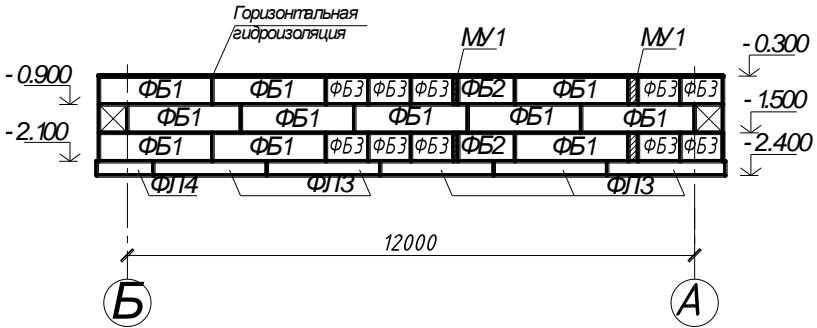 Горизонтальная
гидроизоляция
МУ1 МУ1
- 0.300
- 0.900
ФБ1 ФБ1 ФБ3 ФБ3 ФБ3 ФБ2 ФБ1 ФБ3 ФБ3
- 1.500
ФБ1 ФБ1 ФБ1 ФБ1 ФБ1
- 2.100
- 2.400
ФБ1 ФБ1 ФБ3 ФБ3 ФБ3 ФБ2 ФБ1 ФБ3 ФБ3
ФЛ4 ФЛ3 ФЛ3
12000
Б А